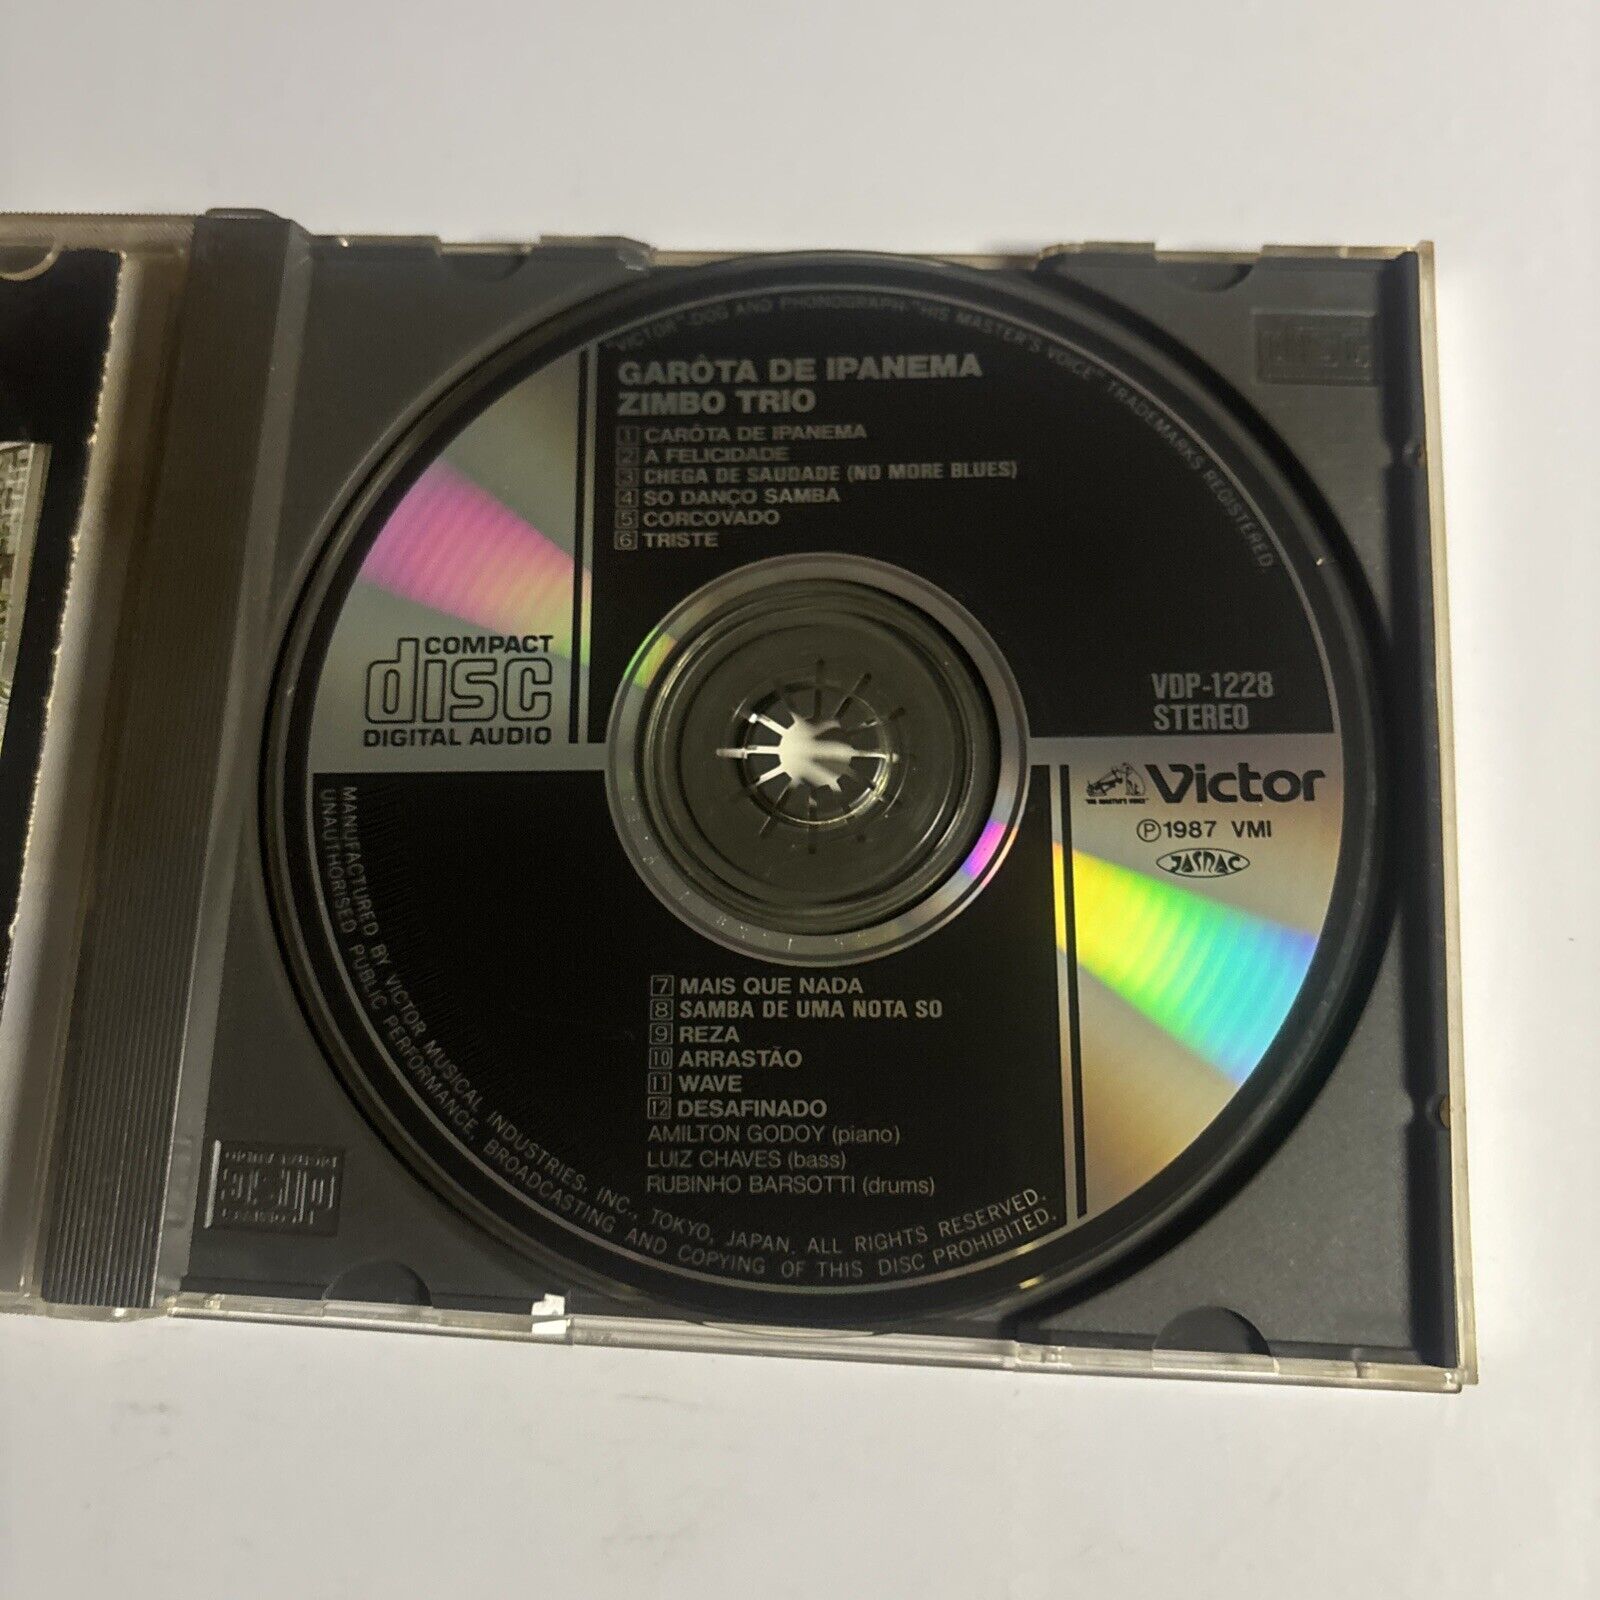 "VICTOR"-DOG AND PHONOGRAPH-"HIS MASTER'S VOICE" TRADEMARKS REGISTERED.
GARÔTA DE IPANEMA
ZIMBO TRIO
1 CARÔTA DE IPANEMA
2 A FELICIDADE
3 CHEGA DE SAUDADE (NO MORE BLUES)
4 SO DANÇO SAMBA
5 CORCOVADO
6 TRISTE
COMPACT
disc
DIGITAL AUDIO
VDP-1228
STEREO
"HIS MASTER'S VOICE"
Victor
Ⓟ1987 VMI
JASRAC
7 MAIS QUE NADA
8 SAMBA DE UMA NOTA SO
9 REZA
10 ARRASTÃO
11 WAVE
12 DESAFINADO
AMILTON GODOY (piano)
LUIZ CHAVES (bass)
RUBINHO BARSOTTI (drums)
MANUFACTURED BY VICTOR MUSICAL INDUSTRIES, INC., TOKYO, JAPAN. ALL RIGHTS RESERVED.
UNAUTHORISED PUBLIC PERFORMANCE, BROADCASTING AND COPYING OF THIS DISC PROHIBITED.
COMPACT
disc
DIGITAL AUDIO